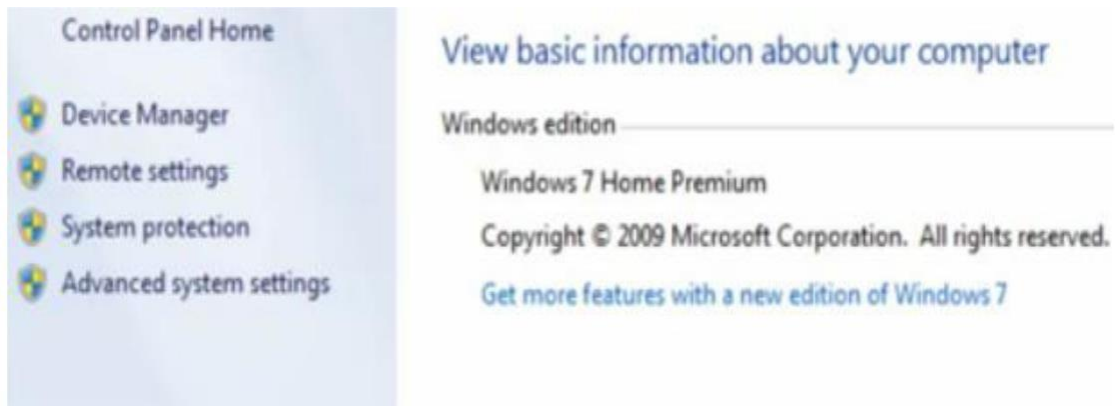 Control Panel Home
Device Manager
Remote settings
System protection
Advanced system settings
View basic information about your computer
Windows edition
Windows 7 Home Premium
Copyright © 2009 Microsoft Corporation. All rights reserved.
Get more features with a new edition of Windows 7